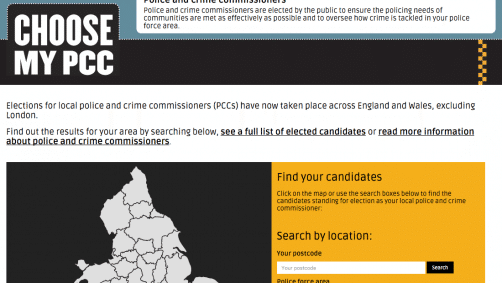 Police and crime commissioners
Police and crime commissioners are elected by the public to ensure the policing needs of
communities are met as effectively as possible and to oversee how crime is tackled in your police
force area.
CHOOSE
MY PCC
Elections for local police and crime commissioners (PCCs) have now taken place across England and Wales, excluding
London.
Find out the results for your area by searching below, see a full list of elected candidates or read more information
about police and crime commissioners.
Find your candidates
Click on the map or use the search boxes below to find the
candidates standing for election as your local police and crime
commissioner:
Search by location:
Your postcode
Your postcode Search
Police force area